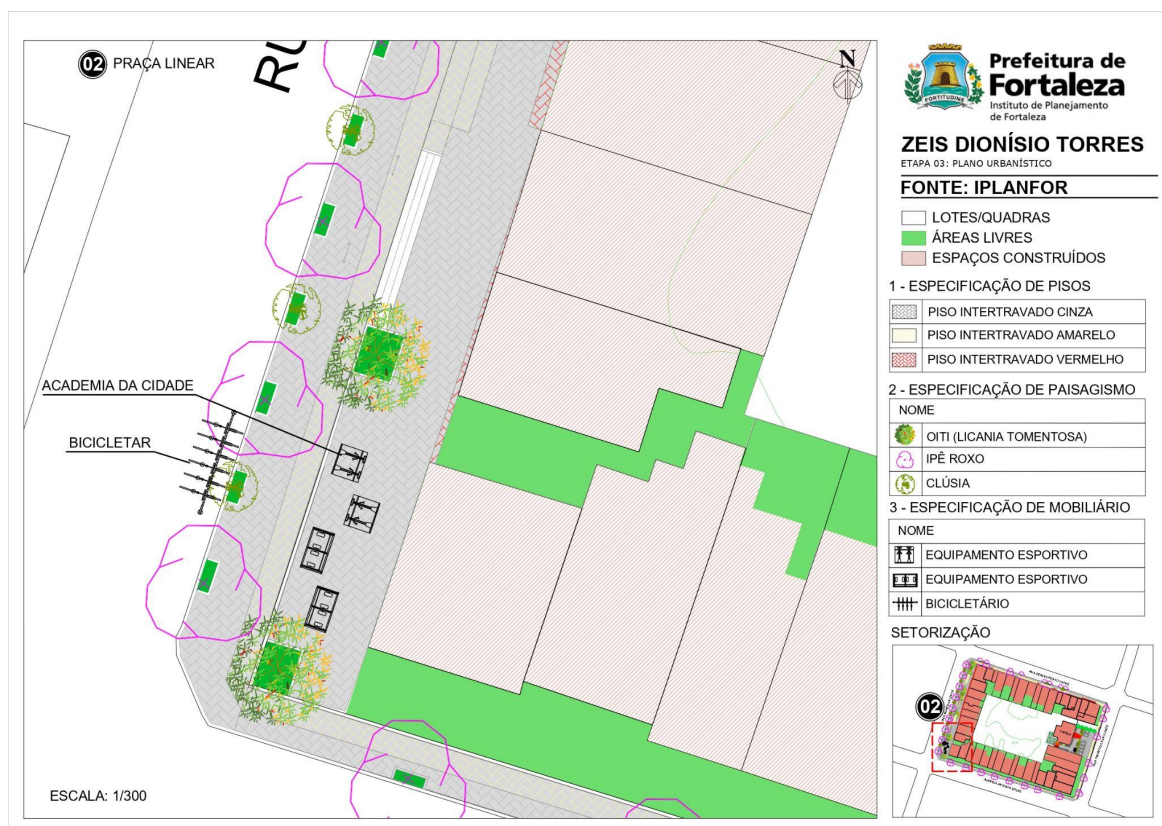 02 PRAÇA LINEAR
RU
N
ACADEMIA DA CIDADE
BICICLETAR
ESCALA: 1/300
FORTITUDINE
Prefeitura de
Fortaleza
Instituto de Planejamento
de Fortaleza
ZEIS DIONÍSIO TORRES
ETAPA 03: PLANO URBANÍSTICO
FONTE: IPLANFOR
LOTES/QUADRAS
ÁREAS LIVRES
ESPAÇOS CONSTRUÍDOS
1 - ESPECIFICAÇÃO DE PISOS
PISO INTERTRAVADO CINZA
PISO INTERTRAVADO AMARELO
PISO INTERTRAVADO VERMELHO
2 - ESPECIFICAÇÃO DE PAISAGISMO
NOME
OITI (LICANIA TOMENTOSA)
IPÊ ROXO
CLÚSIA
3 - ESPECIFICAÇÃO DE MOBILIÁRIO
NOME
EQUIPAMENTO ESPORTIVO
EQUIPAMENTO ESPORTIVO
BICICLETÁRIO
SETORIZAÇÃO
02